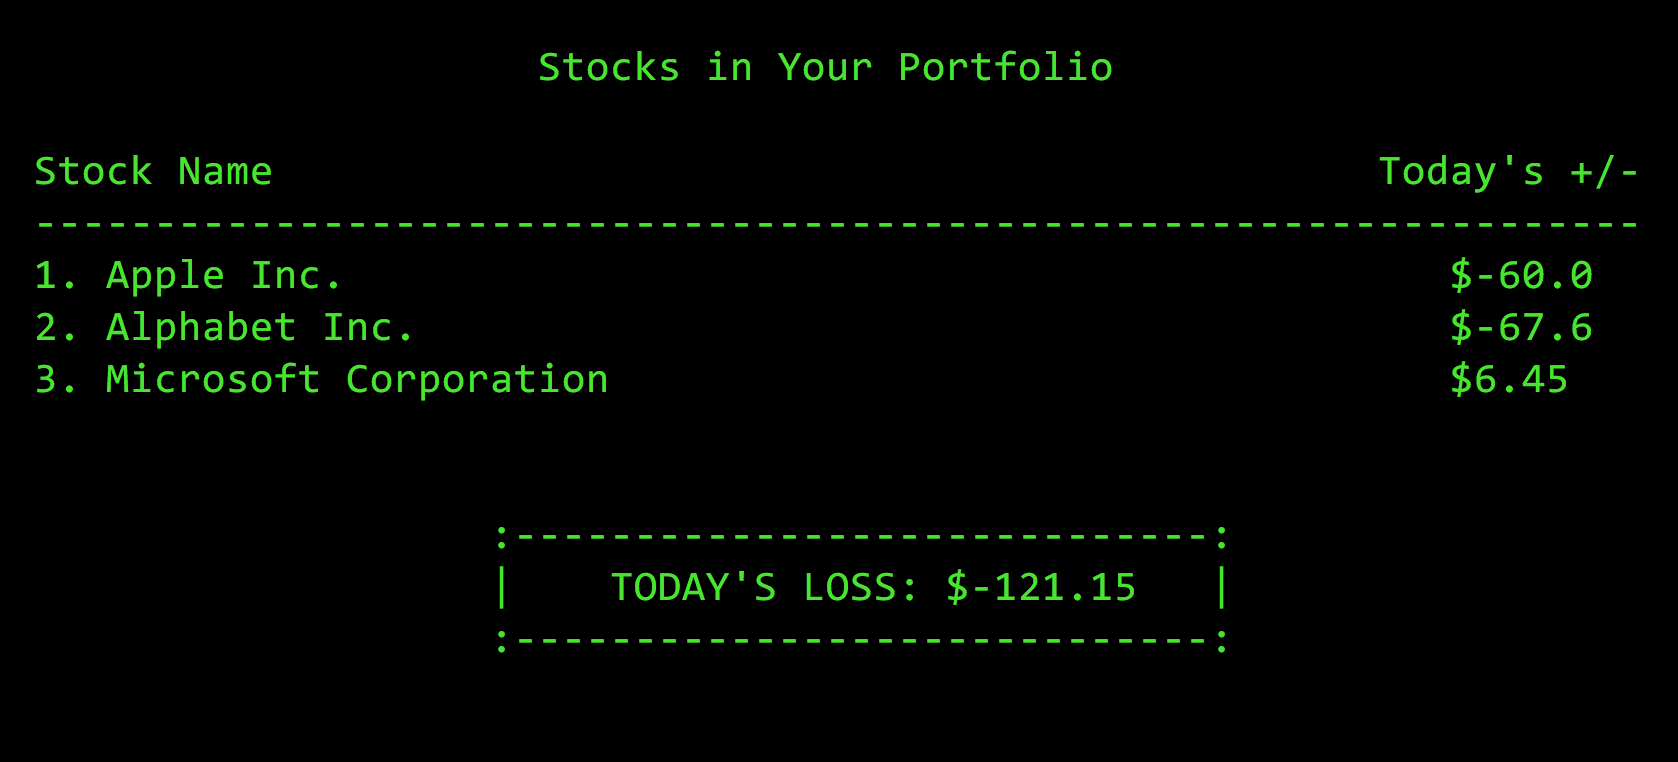 Stocks in Your Portfolio
Stock Name Today's +/-
-------------------------------------------------------------------
1. Apple Inc. $-60.0
2. Alphabet Inc. $-67.6
3. Microsoft Corporation $6.45
:-----------------------------:
| TODAY'S LOSS: $-121.15 |
:-----------------------------: